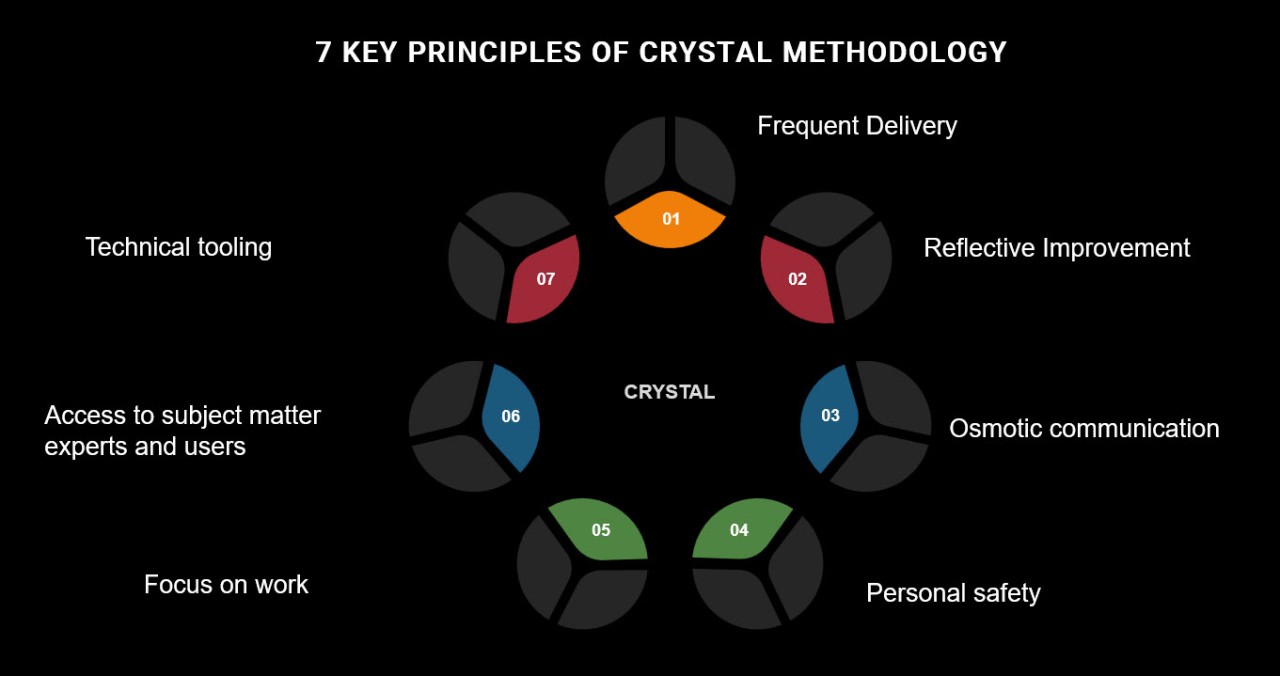 7 KEY PRINCIPLES OF CRYSTAL METHODOLOGY
01
Frequent Delivery
02
Reflective Improvement
03
Osmotic communication
04
Personal safety
05
Focus on work
06
Access to subject matter
experts and users
07
Technical tooling
CRYSTAL